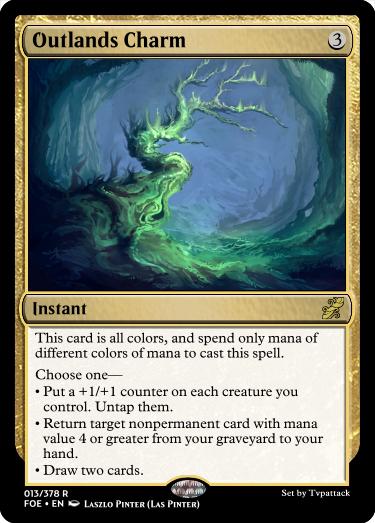 Outlands Charm
3
Instant
This card is all colors, and spend only mana of
different colors of mana to cast this spell.
Choose one—
• Put a +1/+1 counter on each creature you
control. Untap them.
• Return target nonpermanent card with mana
value 4 or greater from your graveyard to your
hand.
• Draw two cards.
013/378 R
FOE • EN Laszlo Pinter (Las Pinter)
Set by Tvpattack